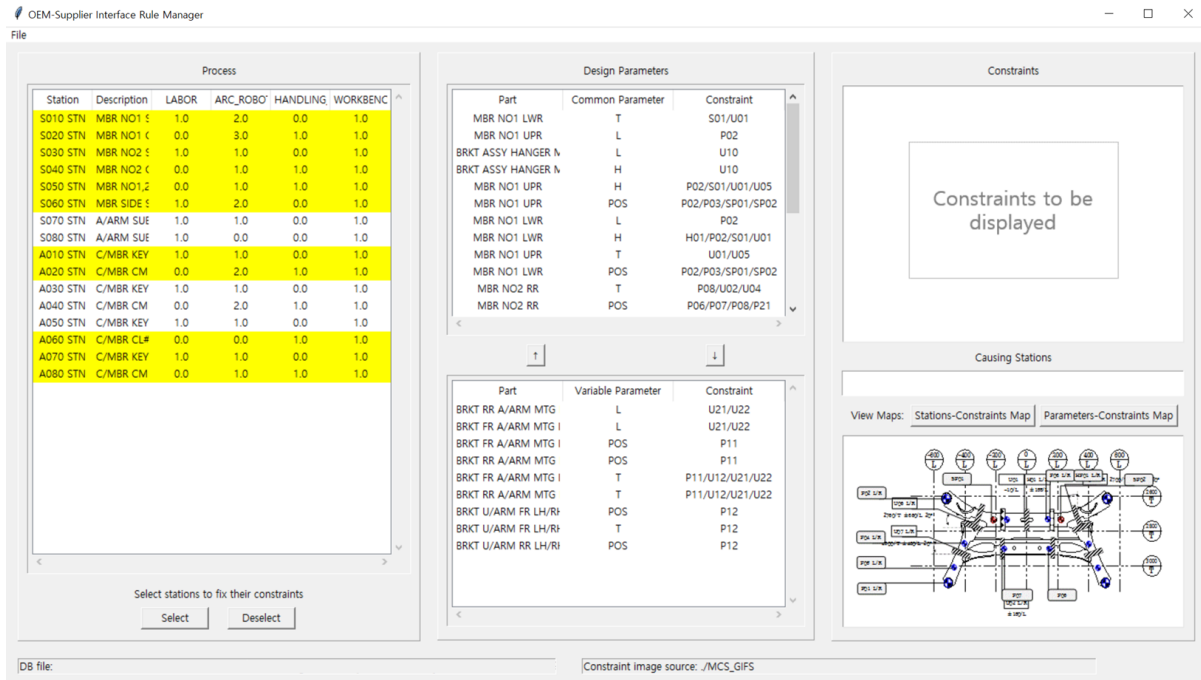 OEM-Supplier Interface Rule Manager
File
Process
Station Description LABOR ARC_ROBOT HANDLING_ WORKBENC
S010 STN MBR NO1 S 1.0 2.0 0.0 1.0
S020 STN MBR NO1 C 0.0 3.0 1.0 1.0
S030 STN MBR NO2 S 1.0 1.0 0.0 1.0
S040 STN MBR NO2 C 0.0 1.0 1.0 1.0
S050 STN MBR NO1,2 0.0 1.0 1.0 1.0
S060 STN MBR SIDE S 1.0 2.0 0.0 1.0
S070 STN A/ARM SUE 1.0 1.0 0.0 1.0
S080 STN A/ARM SUE 1.0 0.0 0.0 1.0
A010 STN C/MBR KEY 1.0 1.0 0.0 1.0
A020 STN C/MBR CM 0.0 2.0 1.0 1.0
A030 STN C/MBR KEY 1.0 1.0 0.0 1.0
A040 STN C/MBR CM 0.0 2.0 1.0 1.0
A050 STN C/MBR KEY 1.0 1.0 0.0 1.0
A060 STN C/MBR CL# 0.0 0.0 1.0 1.0
A070 STN C/MBR KEY 1.0 1.0 0.0 1.0
A080 STN C/MBR CM 0.0 1.0 1.0 1.0
Select stations to fix their constraints
Select Deselect
Design Parameters
Part Common Parameter Constraint
MBR NO1 LWR T S01/U01
MBR NO1 UPR L P02
BRKT ASSY HANGER M L U10
BRKT ASSY HANGER M H U10
MBR NO1 UPR H P02/S01/U01/U05
MBR NO1 UPR POS P02/P03/SP01/SP02
MBR NO1 LWR L P02
MBR NO1 LWR H H01/P02/S01/U01
MBR NO1 UPR T U01/U05
MBR NO1 LWR POS P02/P03/SP01/SP02
MBR NO2 RR T P08/U02/U04
MBR NO2 RR POS P06/P07/P08/P21
↑ ↓
Part Variable Parameter Constraint
BRKT RR A/ARM MTG L U21/U22
BRKT FR A/ARM MTG I L U21/U22
BRKT FR A/ARM MTG I POS P11
BRKT RR A/ARM MTG POS P11
BRKT FR A/ARM MTG I T P11/U12/U21/U22
BRKT RR A/ARM MTG T P11/U12/U21/U22
BRKT U/ARM FR LH/RH POS P12
BRKT U/ARM FR LH/RH T P12
BRKT U/ARM RR LH/RH POS P12
Constraints
Constraints to be
displayed
Causing Stations
View Maps: Stations-Constraints Map Parameters-Constraints Map
DB file:
Constraint image source: ./MCS_GIFS